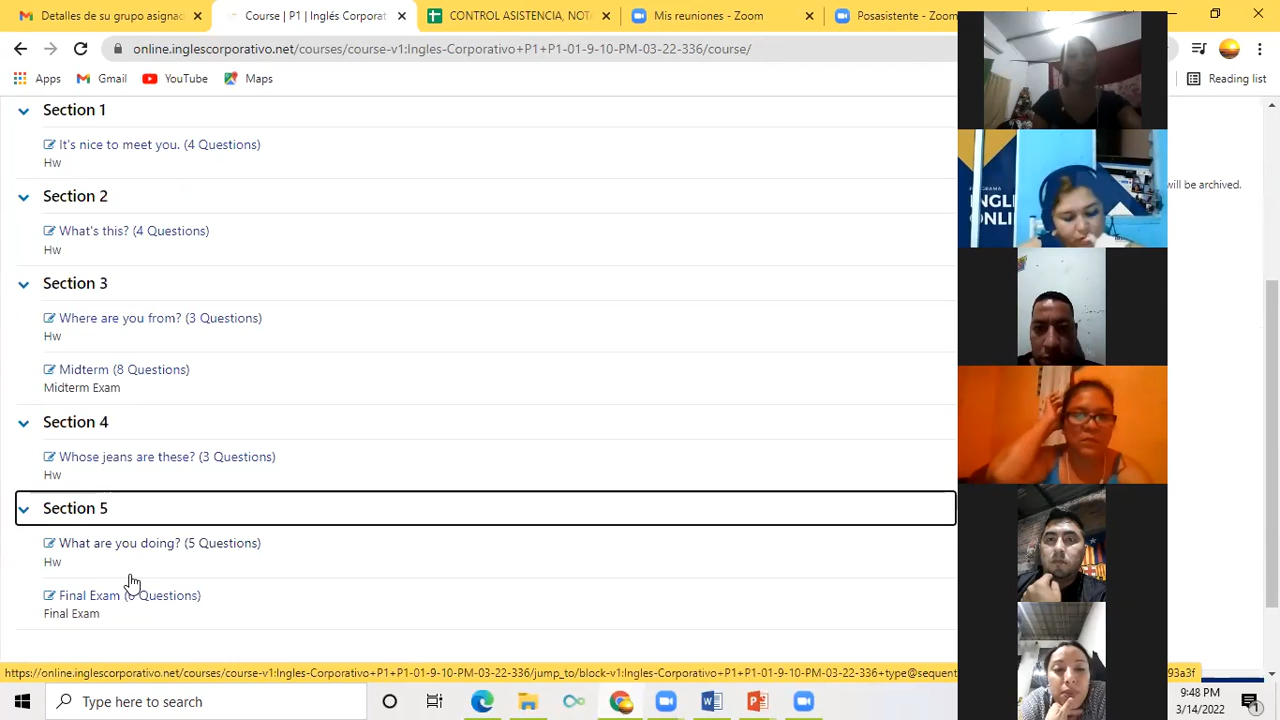 Detalles de su grupo asignac
Course | P1 | Inglés Corporat
CONTROL ASISTENCIA, NOT
Mis reuniones - Zoom
Posasistente - Zoom
online.inglescorporativo.net/courses/course-v1:Ingles-Corporativo+P1+P1-01-9-10-PM-03-22-336/course/
Apps
Gmail
YouTube
Maps
Reading list
Section 1
It's nice to meet you. (4 Questions)
Hw
will be archived.
Section 2
What's this? (4 Questions)
Hw
Section 3
Where are you from? (3 Questions)
Hw
Midterm (8 Questions)
Midterm Exam
Section 4
Whose jeans are these? (3 Questions)
Hw
Section 5
What are you doing? (5 Questions)
Hw
Final Exam (6 Questions)
Final Exam
INGL
ONLI
https://online.inglescorporativo.net/courses/course-v1:Ingles-Corporativo+P1+P1-01-9-10-PM-03-22-336/jump_to/block-v1:Ingles-Corporativo+P1+P1-01-9-10-PM-03-22-336+type@sequent
93a3f
Type here to search
9:48 PM
3/14/2022